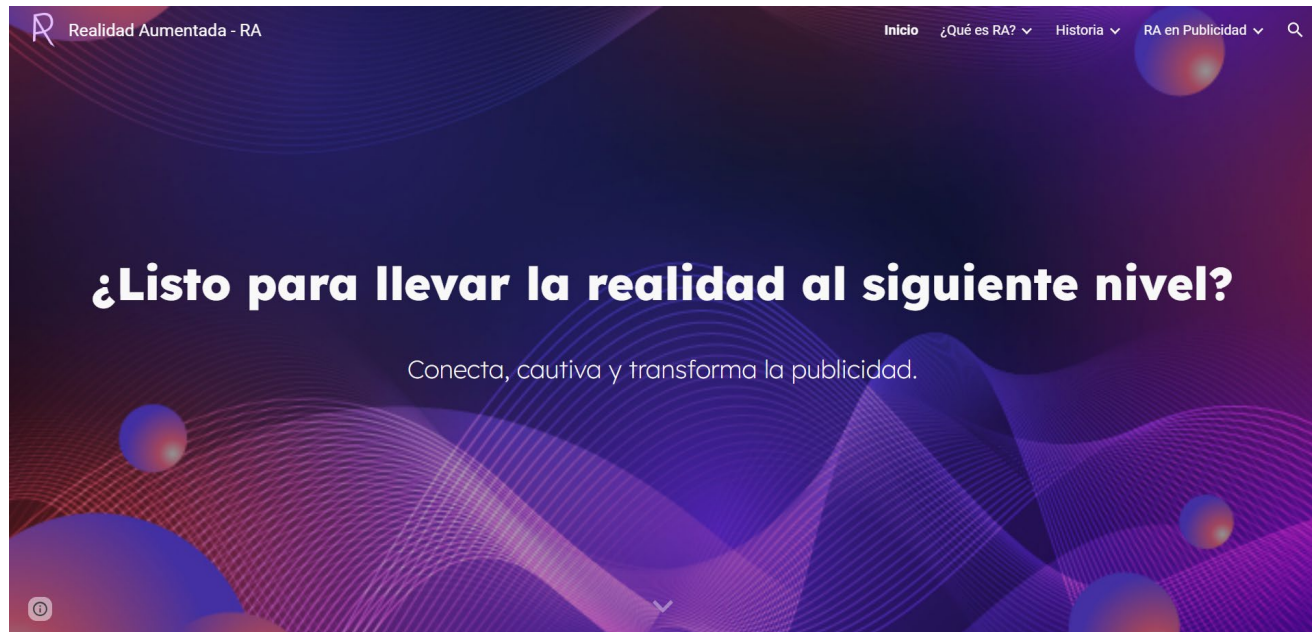 Realidad Aumentada - RA
Inicio ¿Qué es RA? Historia RA en Publicidad
¿Listo para llevar la realidad al siguiente nivel?
Conecta, cautiva y transforma la publicidad.